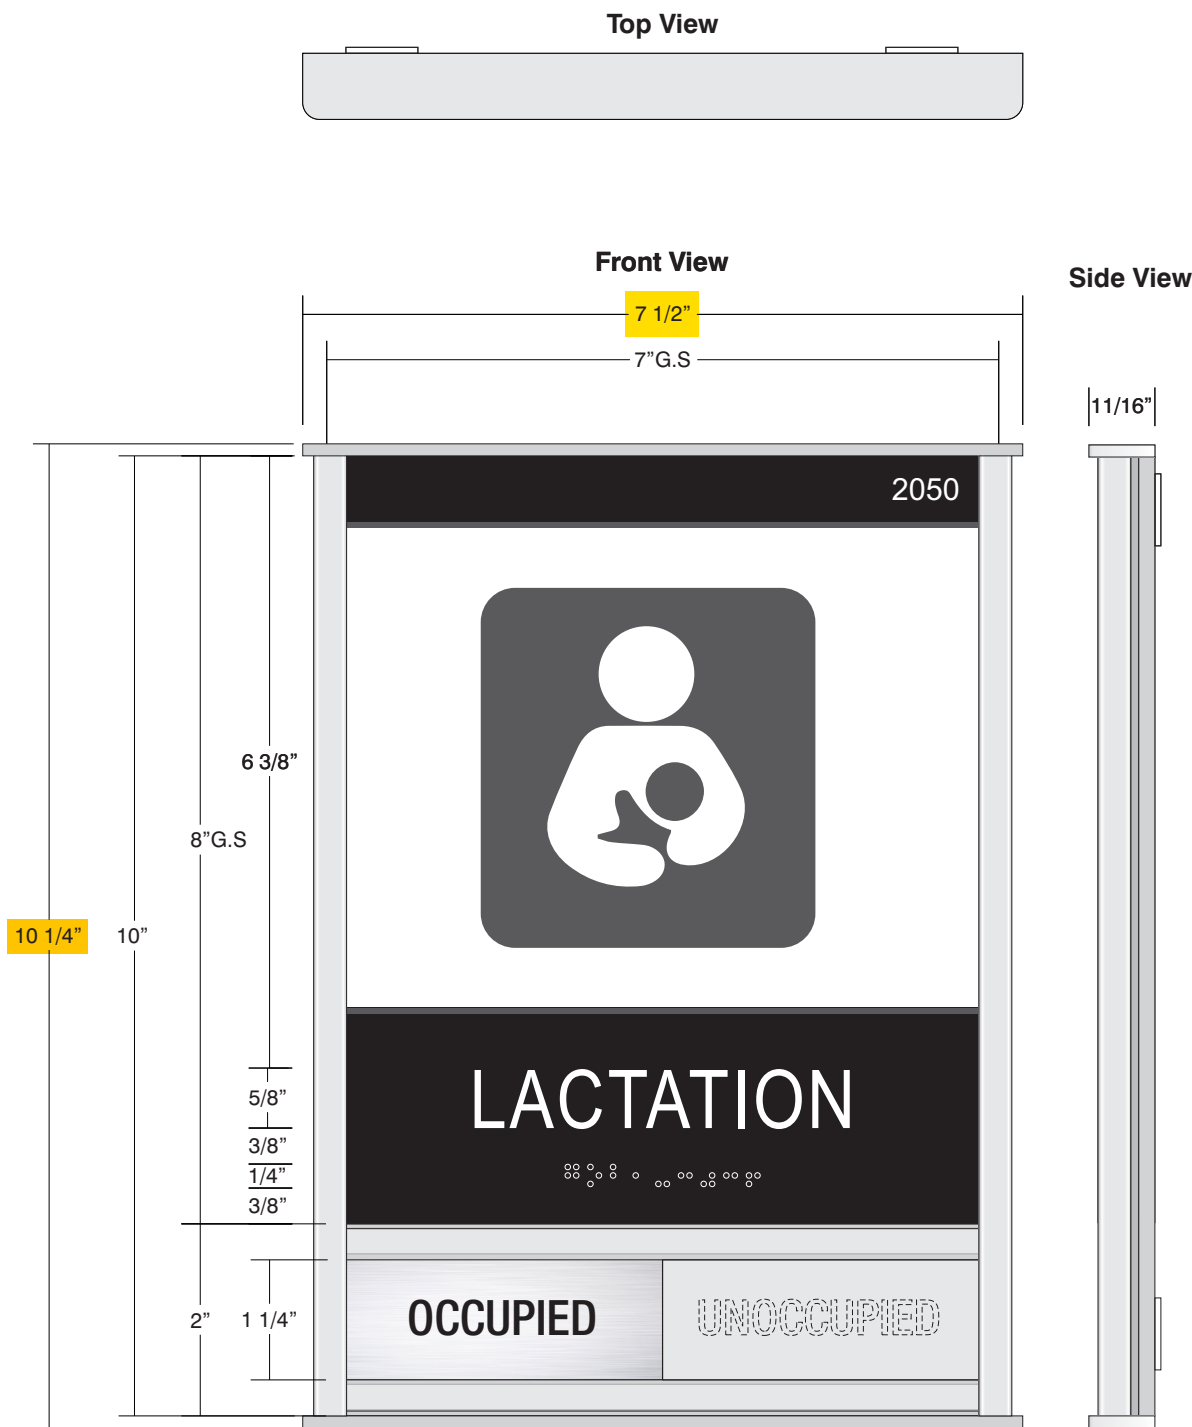 Top View
Front View
Side View
7 1/2”
7”G.S
11/16”
2050
6 3/8”
8”G.S
10 1/4”
10”
5/8”
LACTATION
3/8”
1/4”
3/8”
2”
1 1/4”
OCCUPIED
UNOCCUPIED